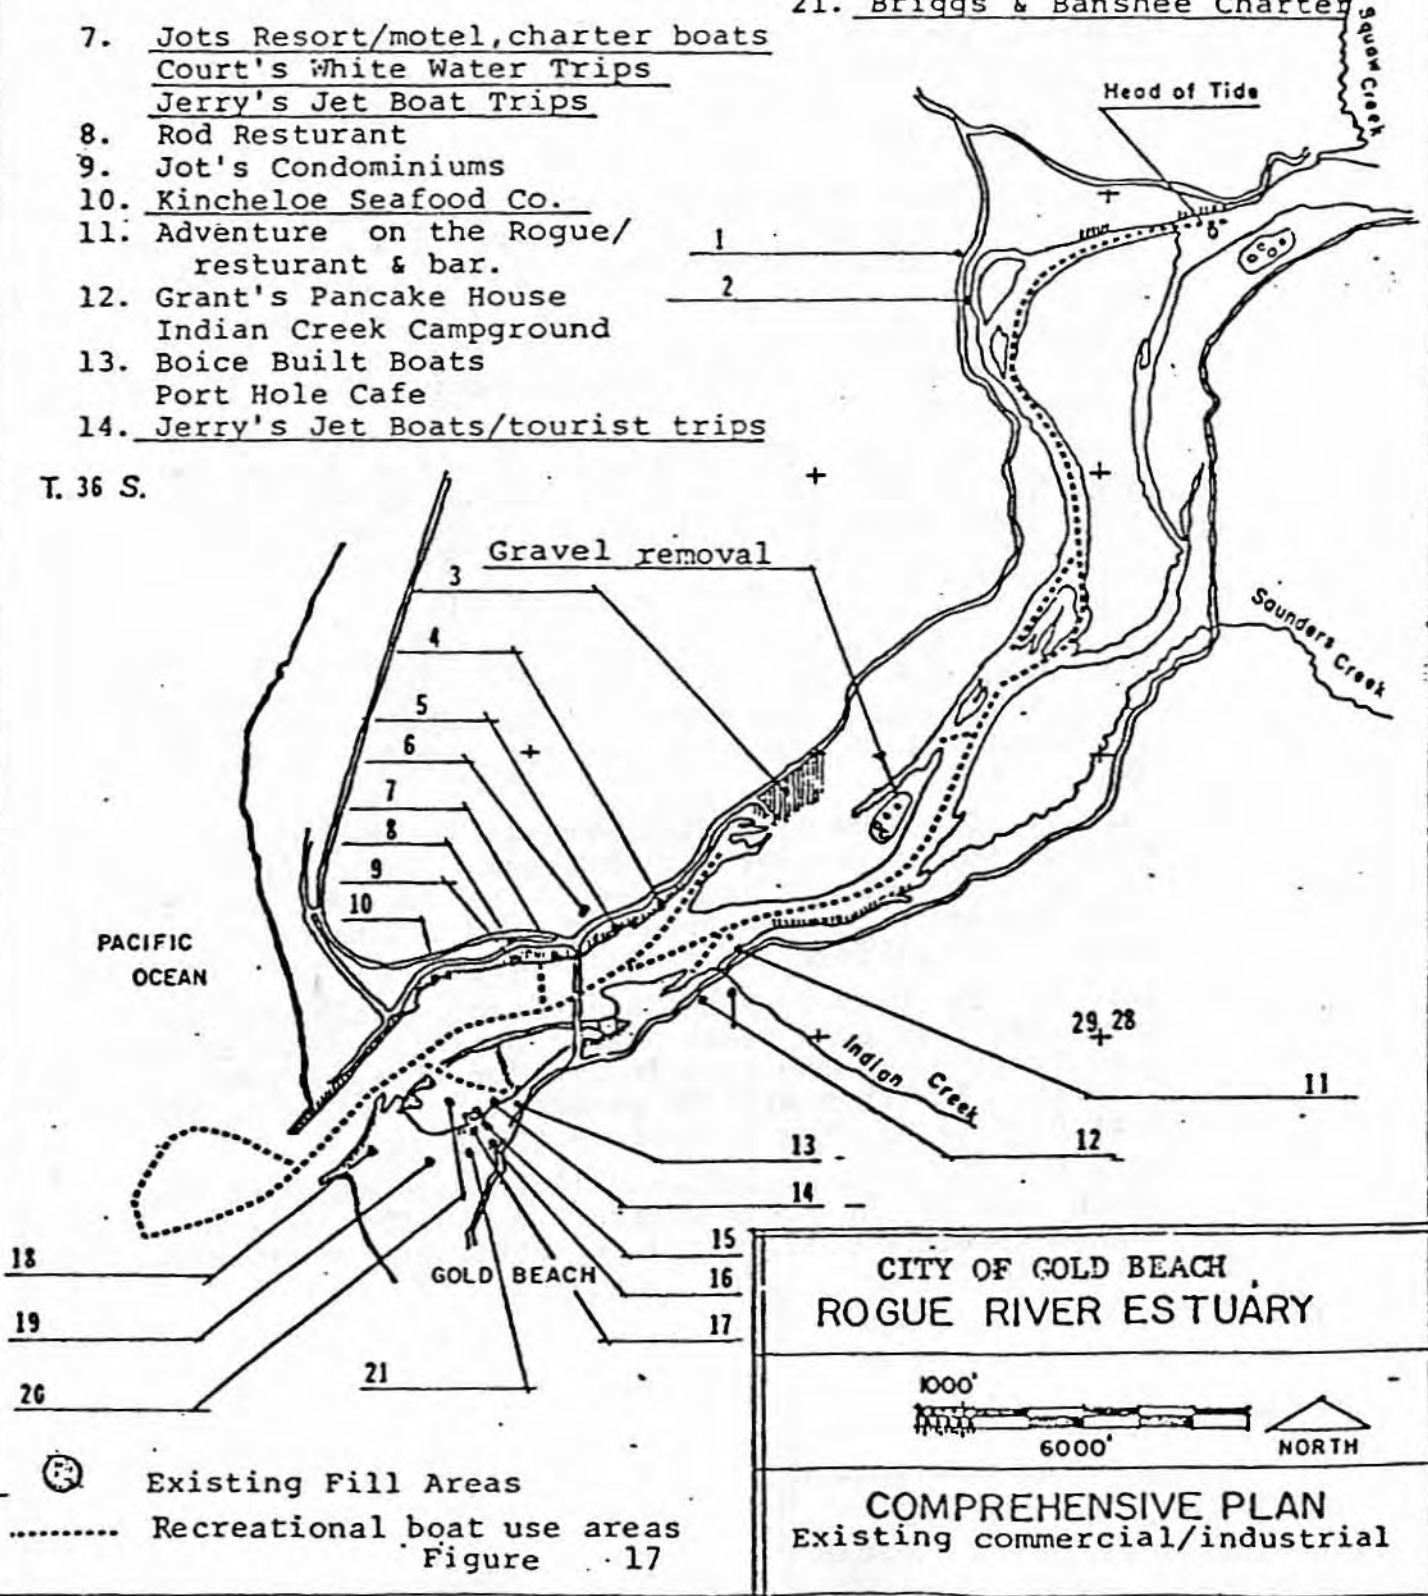 21. Briggs & Banshee Charter
7. Jots Resort/motel,charter boats
Court's White Water Trips
Jerry's Jet Boat Trips
8. Rod Resturant
9. Jot's Condominiums
10. Kincheloe Seafood Co.
11. Adventure on the Rogue/
resturant & bar.
12. Grant's Pancake House
Indian Creek Campground
13. Boice Built Boats
Port Hole Cafe
14. Jerry's Jet Boats/tourist trips
Squaw Creek
Head of Tide
1
2
T. 36 S.
Gravel removal
3
4
5
6
7
8
9
10
Saunders Creek
PACIFIC
OCEAN
29 28
Indian Creek
11
12
13
14
15
16
17
18
19
20
21
GOLD BEACH
CITY OF GOLD BEACH
ROGUE RIVER ESTUARY
1000'
6000'
NORTH
COMPREHENSIVE PLAN
Existing commercial/industrial
Existing Fill Areas
Recreational boat use areas
Figure 17